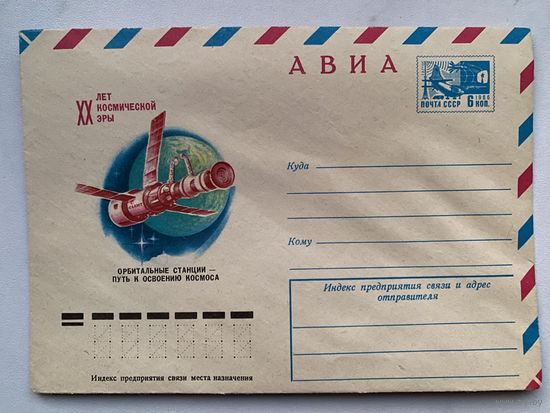 АВИА
1966
ПОЧТА СССР 6 КОП.
XX ЛЕТ
КОСМИЧЕСКОЙ
ЭРЫ
ОРБИТАЛЬНЫЕ СТАНЦИИ —
ПУТЬ К ОСВОЕНИЮ КОСМОСА
Куда
Кому
Индекс предприятия связи и адрес
отправителя
Индекс предприятия связи места назначения